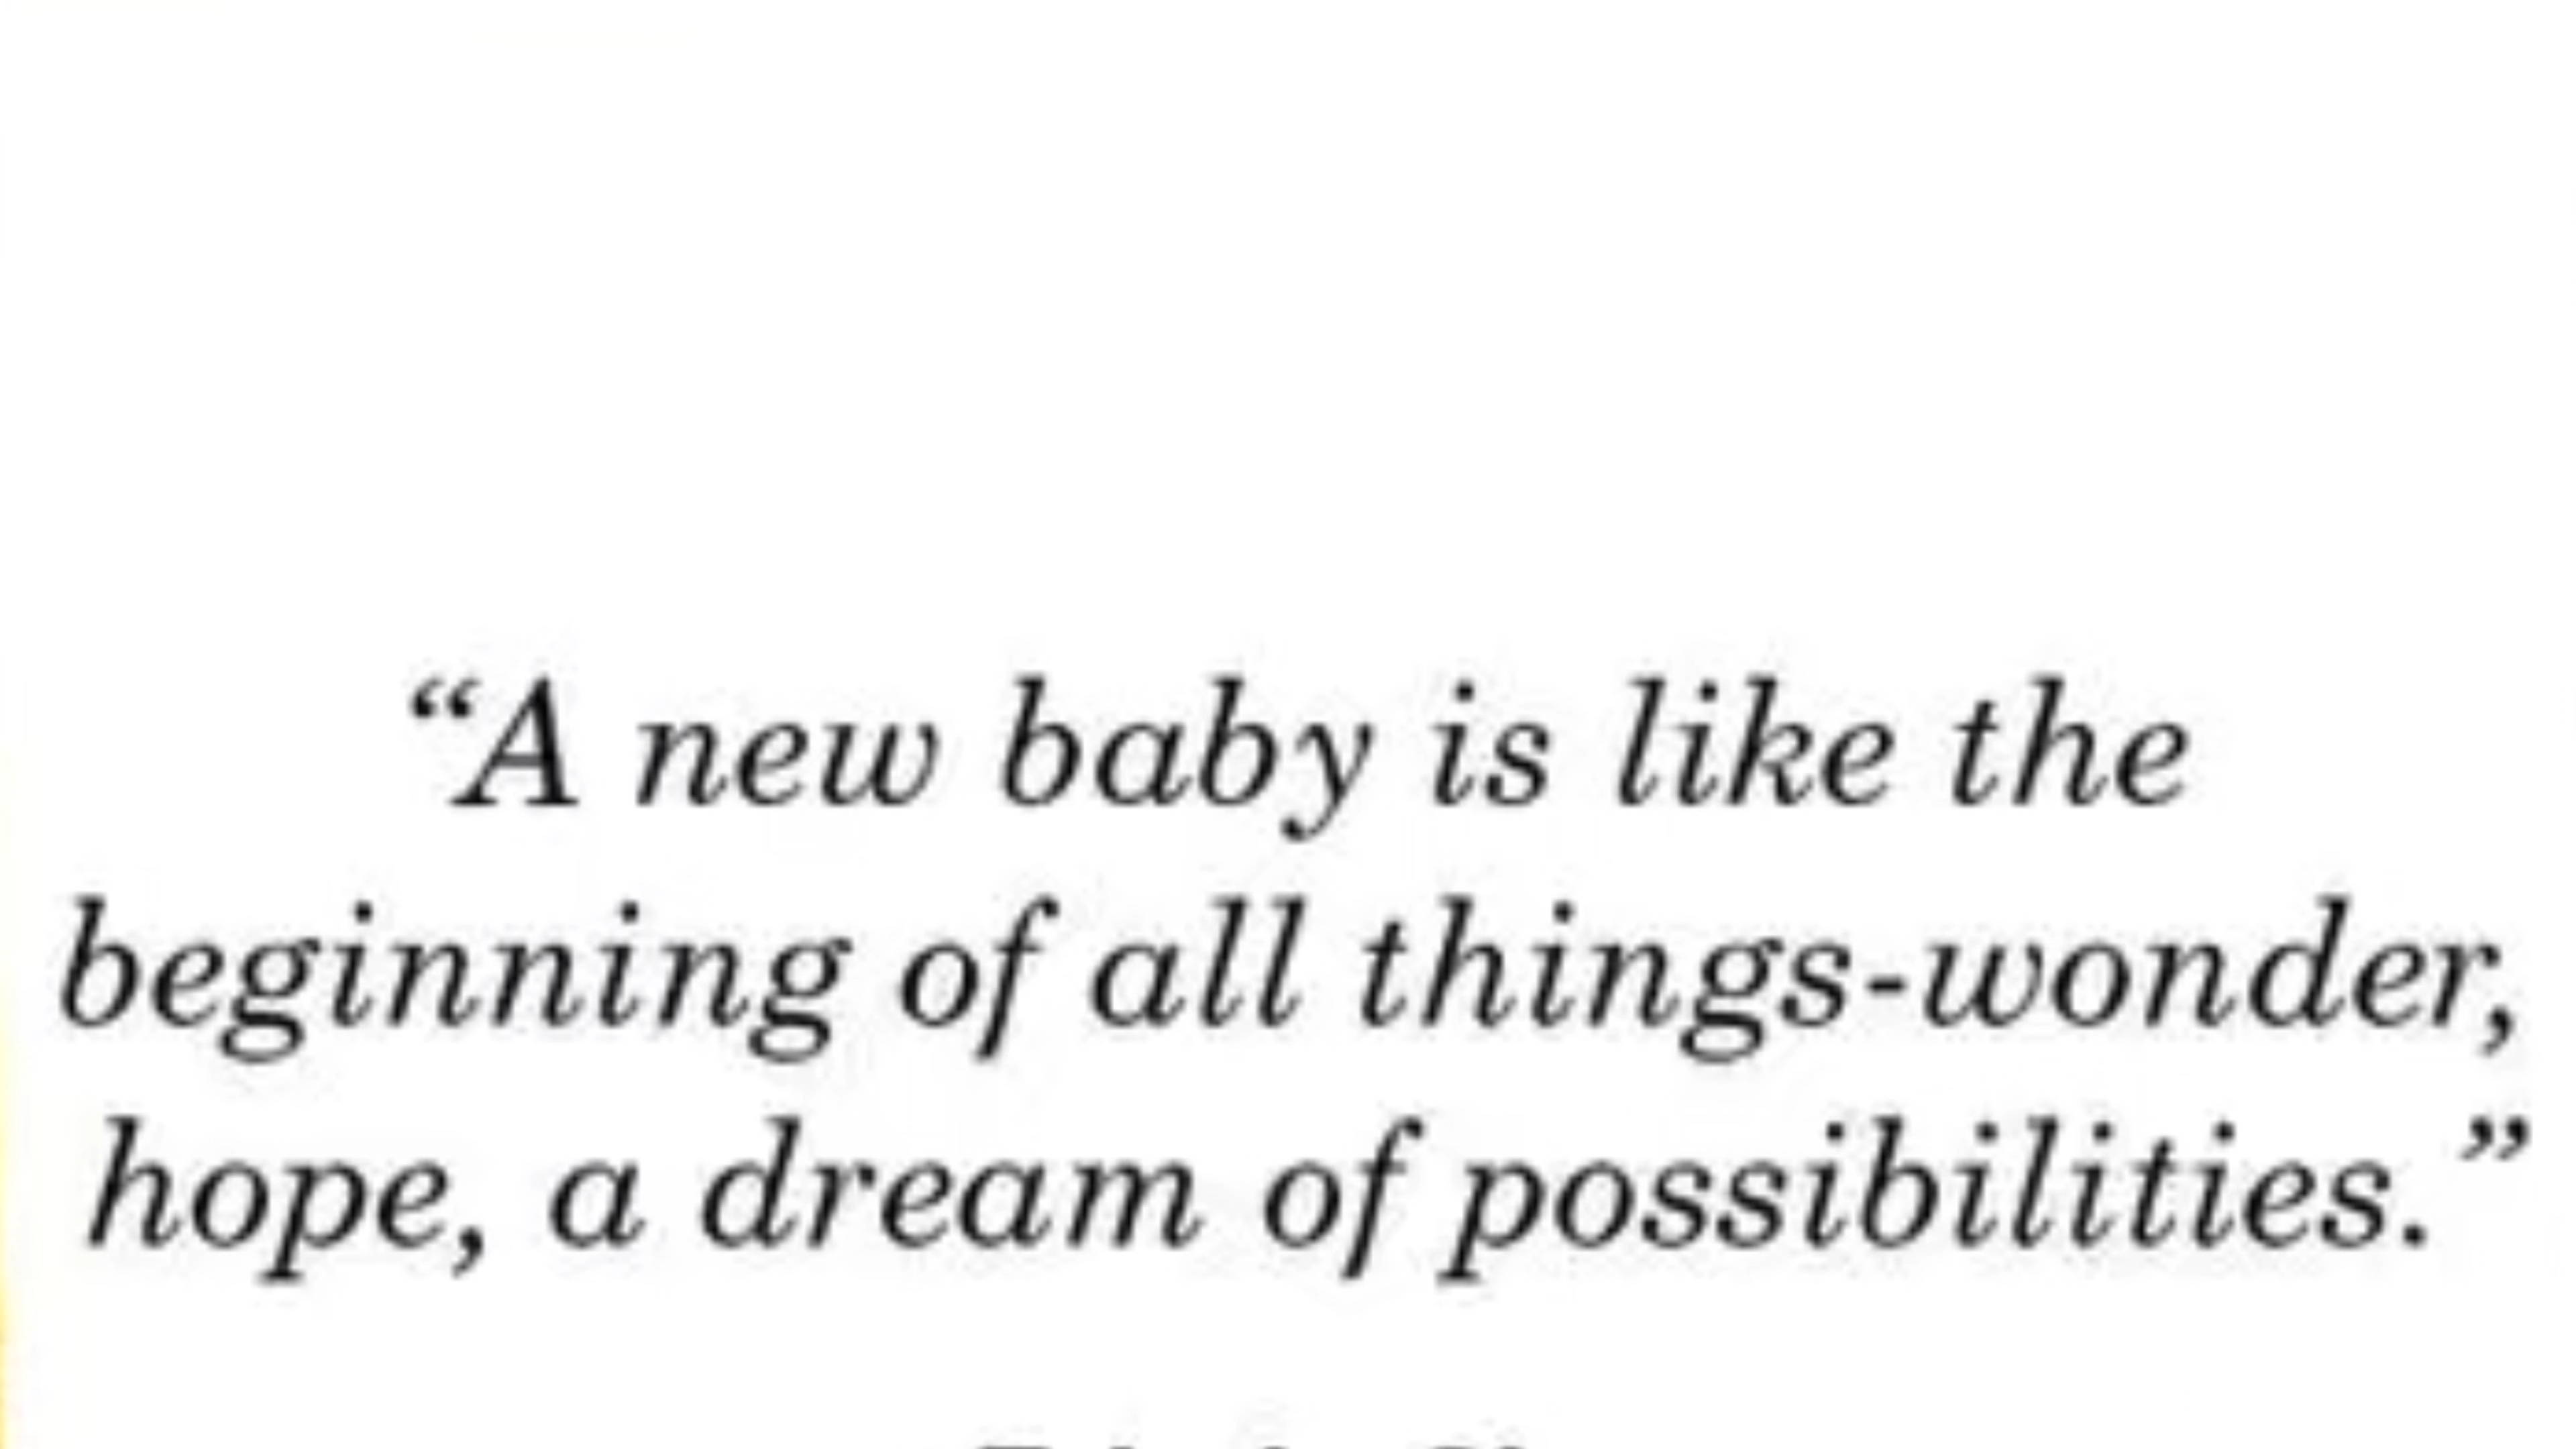 “A new baby is like the
beginning of all things-wonder,
hope, a dream of possibilities.”